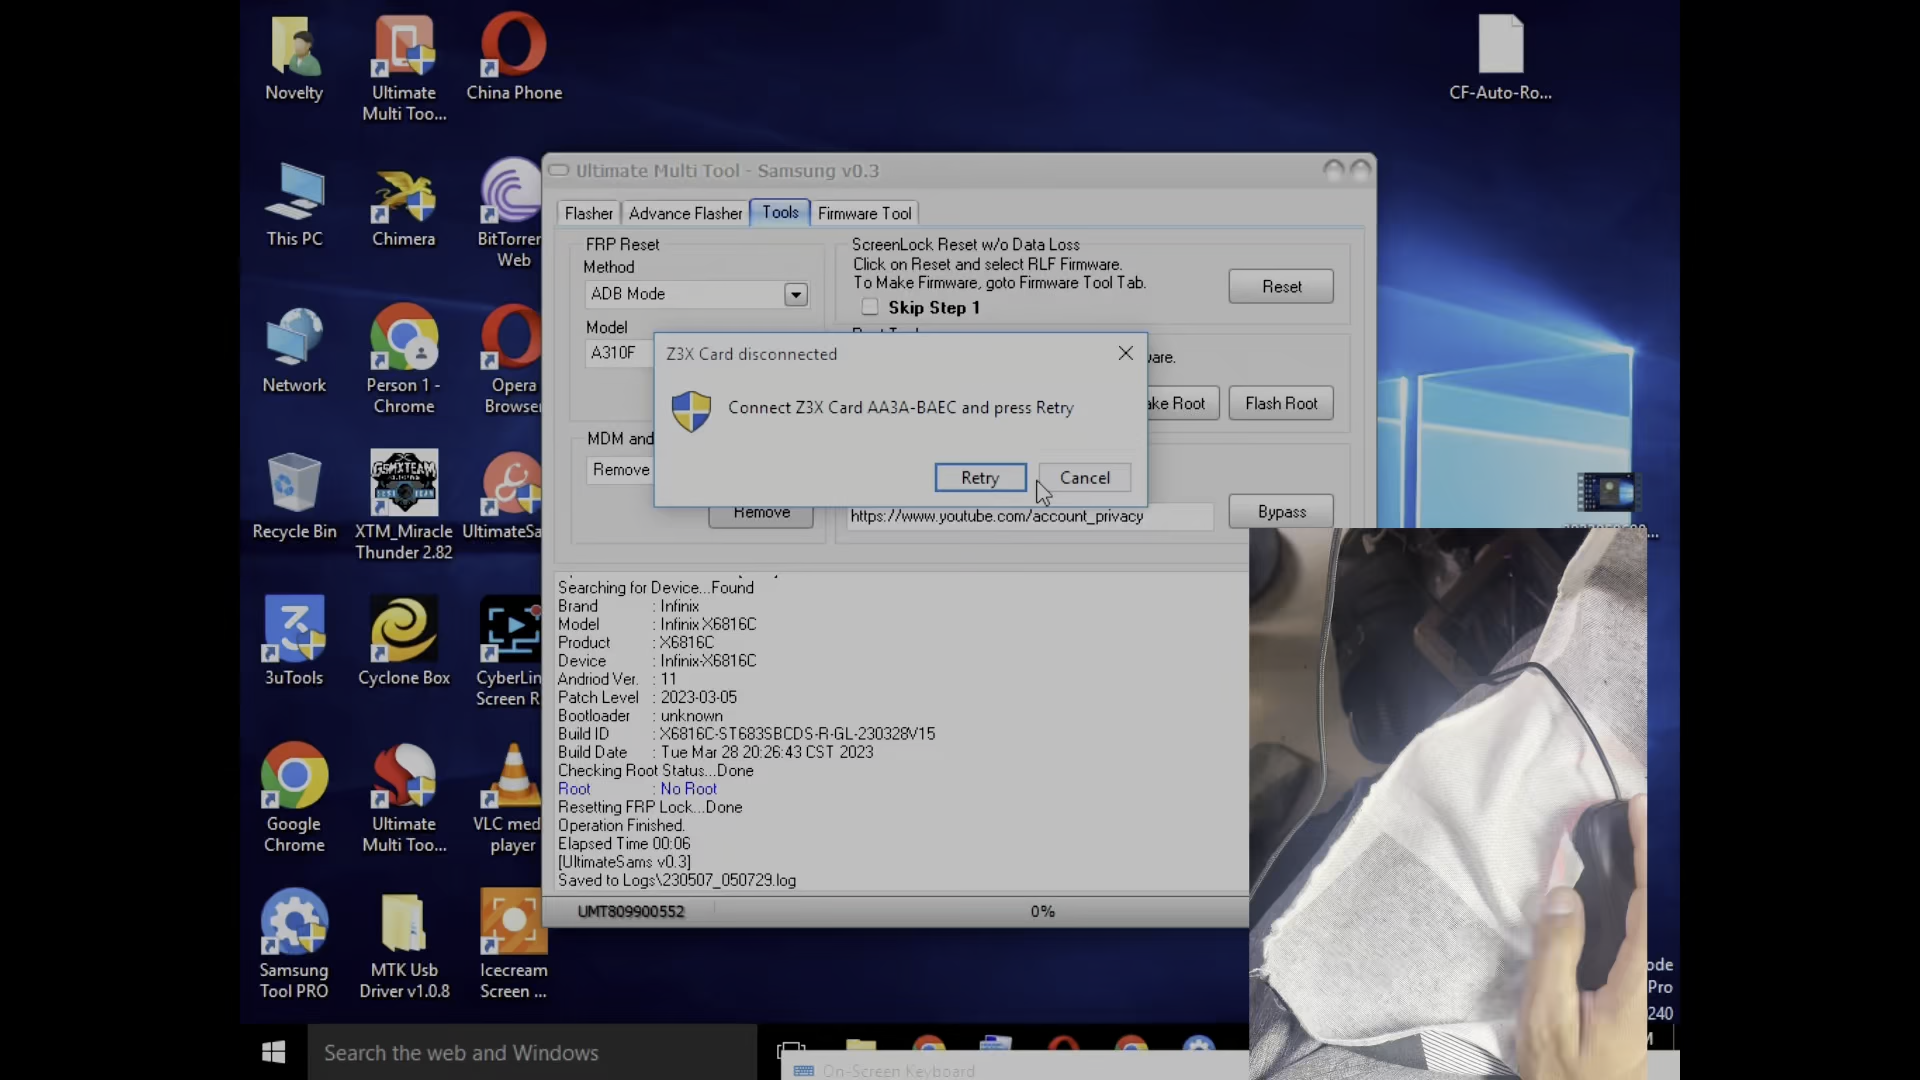 Novelty
Ultimate
Multi Too...
China Phone
CF-Auto-Ro...
This PC
Chimera
BitTorren
Web
Network
Person 1 -
Chrome
Opera
Browser
Recycle Bin
XTM_Miracle
Thunder 2.82
UltimateSa
3uTools
Cyclone Box
CyberLin
Screen R
Google
Chrome
Ultimate
Multi Too...
VLC med
player
Samsung
Tool PRO
MTK Usb
Driver v1.0.8
Icecream
Screen ...
GSMXTEAM
Ultimate Multi Tool - Samsung v0.3
Flasher
Advance Flasher
Tools
Firmware Tool
FRP Reset
Method
ADB Mode
Model
A310F
ScreenLock Reset w/o Data Loss
Click on Reset and select RLF Firmware.
To Make Firmware, goto Firmware Tool Tab.
Skip Step 1
Reset
ware.
ake Root
Flash Root
MDM and
Remove
Remove
https://www.youtube.com/account_privacy
Bypass
Z3X Card disconnected
Connect Z3X Card AA3A-BAEC and press Retry
Retry
Cancel
Searching for Device...Found
Brand : Infinix
Model : Infinix X6816C
Product : X6816C
Device : Infinix-X6816C
Andriod Ver. : 11
Patch Level : 2023-03-05
Bootloader : unknown
Build ID : X6816C-ST683SBCDS-R-GL-230328V15
Build Date : Tue Mar 28 20:26:43 CST 2023
Checking Root Status...Done
Root : No Root
Resetting FRP Lock...Done
Operation Finished.
Elapsed Time 00:06
[UltimateSams v0.3]
Saved to Logs\230507_050729.log
UMT809900552
0%
ode
Pro
240
Search the web and Windows
On-Screen Keyboard